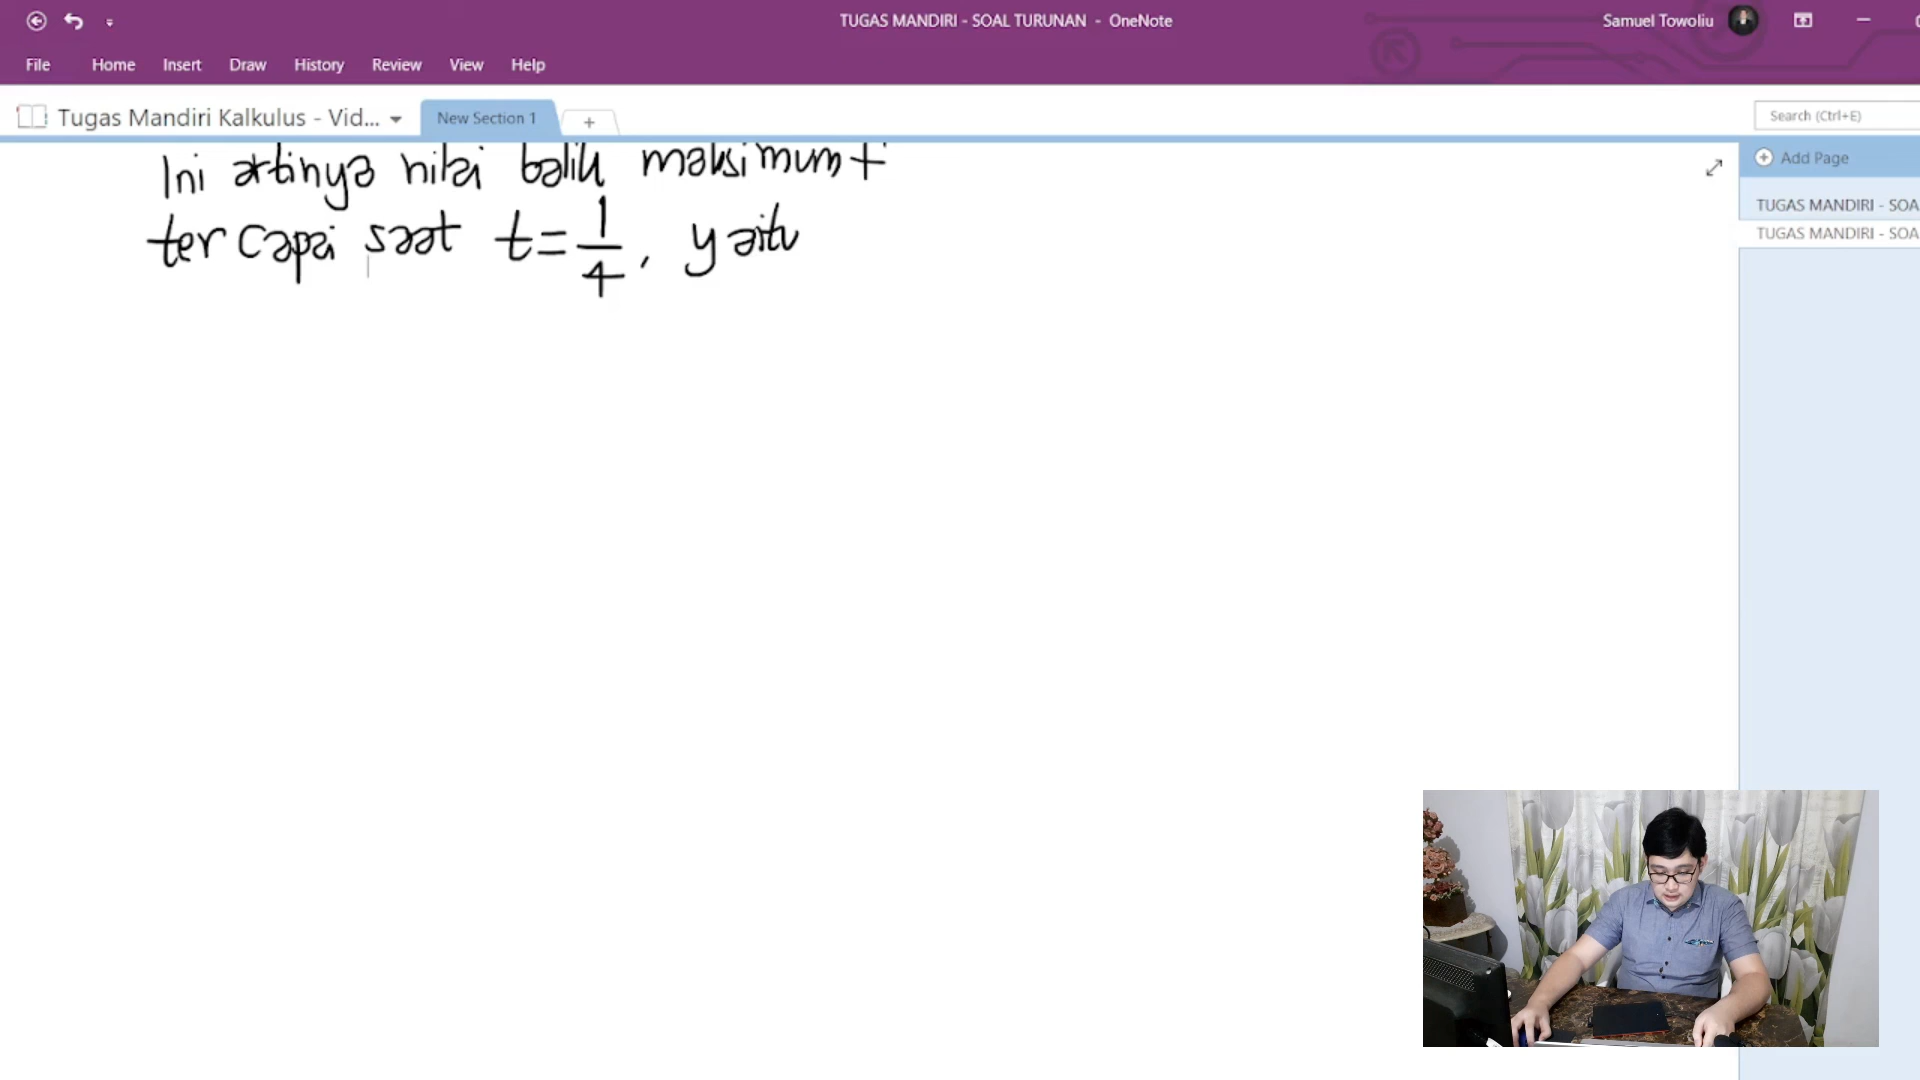 TUGAS MANDIRI - SOAL TURUNAN - OneNote
Samuel Towoliu
File Home Insert Draw History Review View Help
Tugas Mandiri Kalkulus - Vid...
New Section 1
+
Search (Ctrl+E)
Add Page
TUGAS MANDIRI - SOA
TUGAS MANDIRI - SOA
Ini artinya nilai balik maksimum f
tercapai saat t = 1/4, yaitu